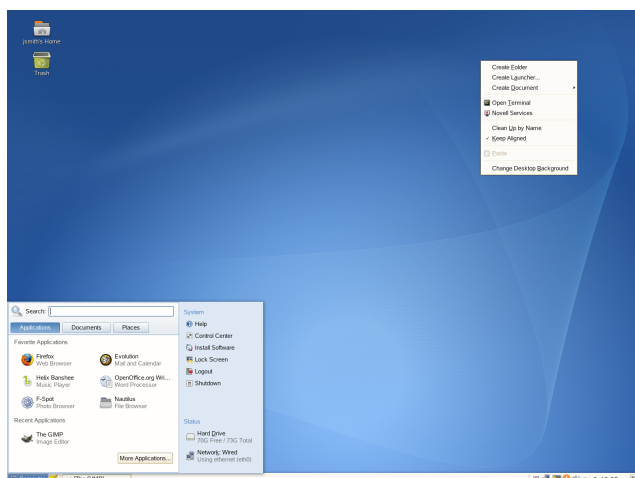 jsmith's Home
Trash
Create Folder
Create Launcher...
Create Document
Open Terminal
Novell Services
Clean Up by Name
Keep Aligned
Paste
Change Desktop Background
Search:
Applications
Documents
Places
Favorite Applications
Firefox
Web Browser
Evolution
Mail and Calendar
Helix Banshee
Music Player
OpenOffice.org Wri...
Word Processor
F-Spot
Photo Browser
Nautilus
File Browser
Recent Applications
The GIMP
Image Editor
More Applications...
System
Help
Control Center
Install Software
Lock Screen
Logout
Shutdown
Status
Hard Drive
70G Free / 73G Total
Network: Wired
Using ethernet (eth0)